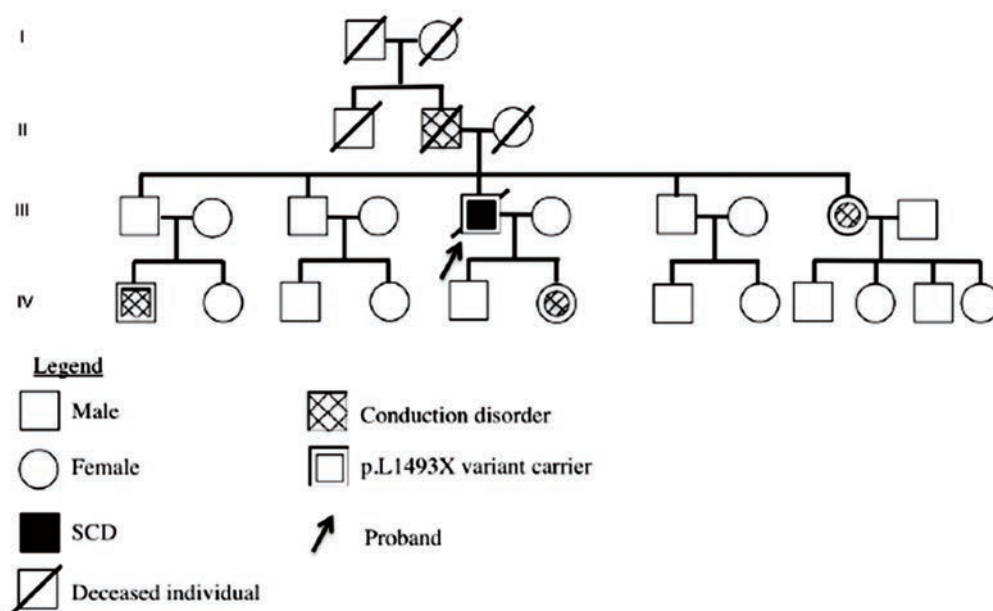 I
II
III
IV
Legend
Male
Conduction disorder
Female
p.L1493X variant carrier
SCD
Proband
Deceased individual